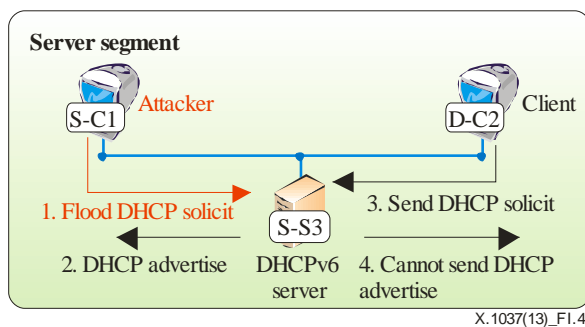 Server segment
Attacker
Client
S-C1
D-C2
1. Flood DHCP solicit
3. Send DHCP solicit
S-S3
2. DHCP advertise
DHCPv6
server
4. Cannot send DHCP
advertise
X.1037(13)_FI.4